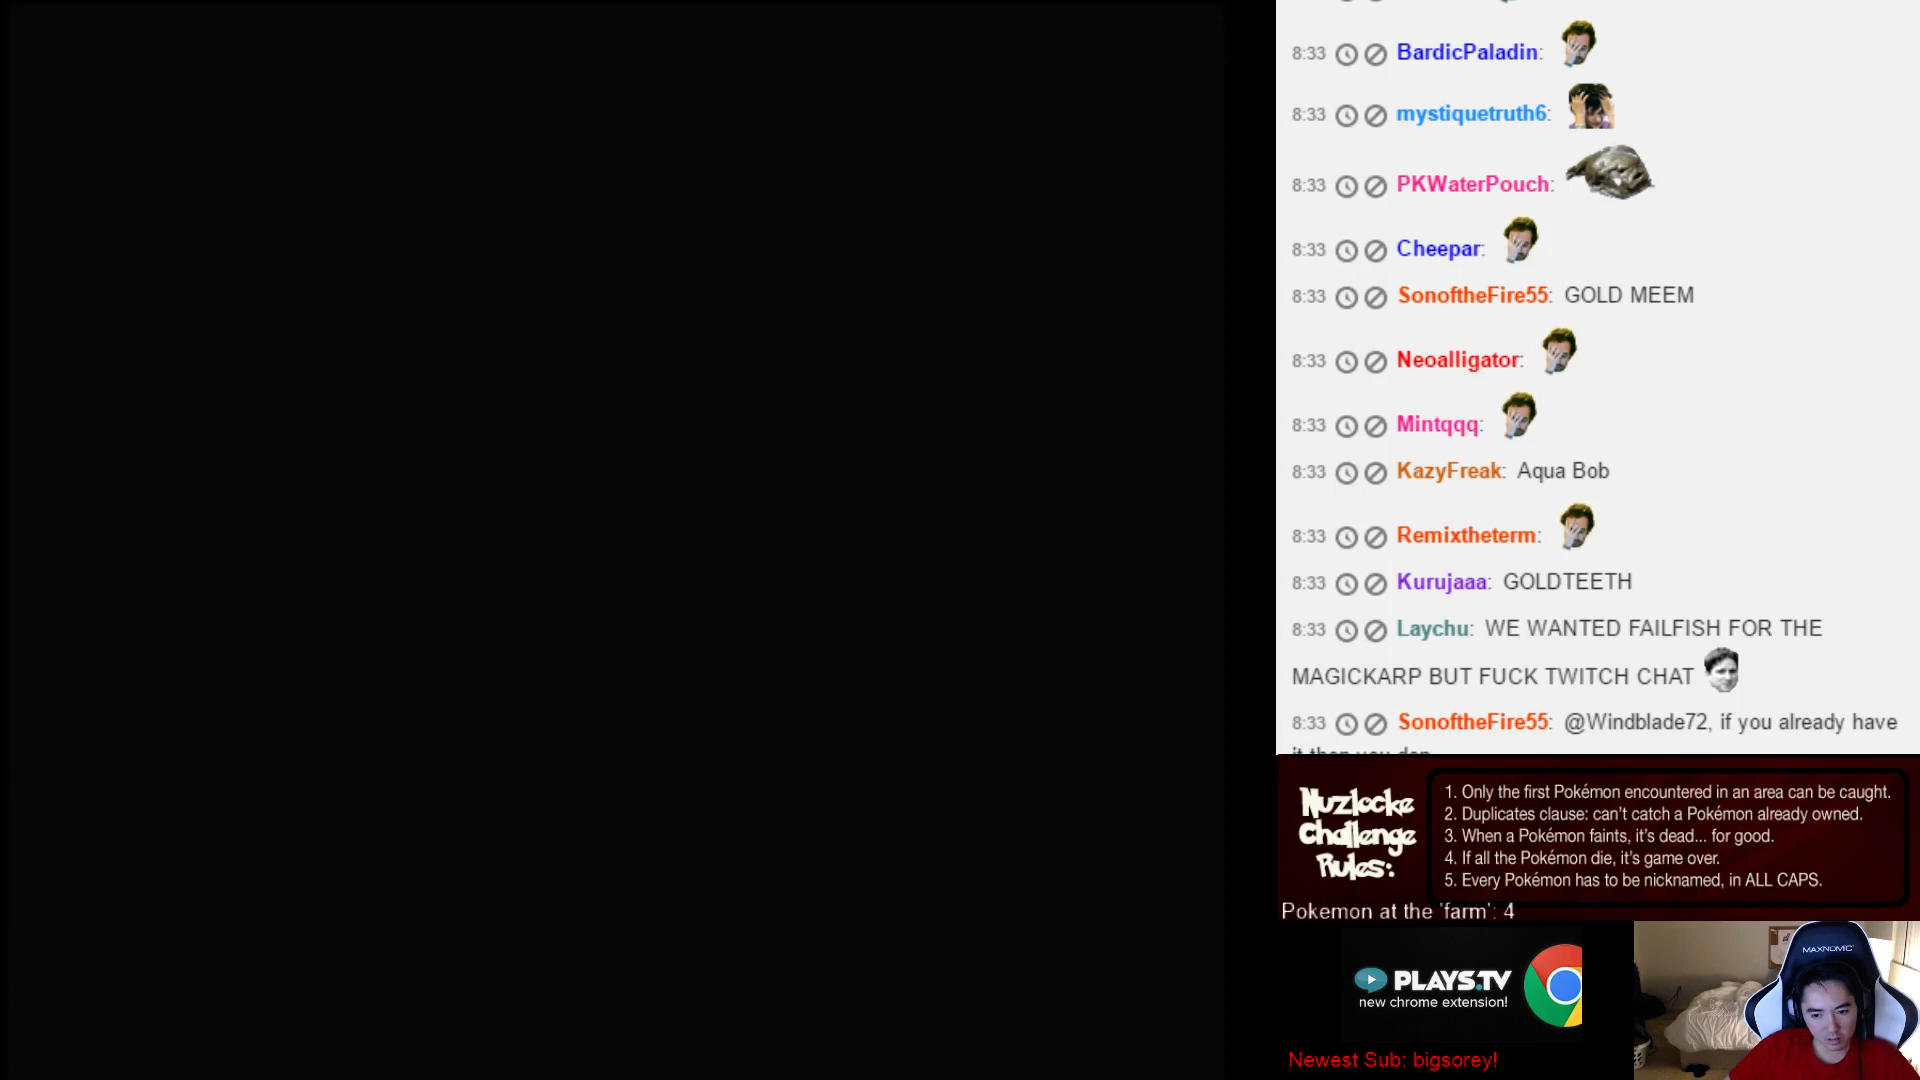 8:33 BardicPaladin:
8:33 mystiquetruth6:
8:33 PKWaterPouch:
8:33 Cheepar:
8:33 SonoftheFire55: GOLD MEEM
8:33 Neoalligator:
8:33 Mintqqq:
8:33 KazyFreak: Aqua Bob
8:33 Remixtheterm:
8:33 Kurujaaa: GOLDTEETH
8:33 Laychu: WE WANTED FAILFISH FOR THE
MAGICKARP BUT FUCK TWITCH CHAT
8:33 SonoftheFire55: @Windblade72, if you already have
Nuzlocke
Challenge
Rules:
1. Only the first Pokémon encountered in an area can be caught.
2. Duplicates clause: can't catch a Pokémon already owned.
3. When a Pokémon faints, it's dead... for good.
4. If all the Pokémon die, it's game over.
5. Every Pokémon has to be nicknamed, in ALL CAPS.
Pokemon at the 'farm': 4
PLAYS.TV
new chrome extension!
MAXNOMIC
Newest Sub: bigsorey!